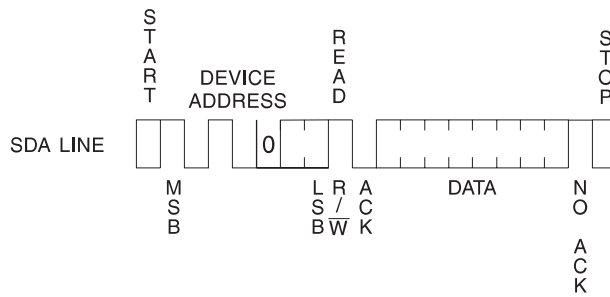 START
DEVICE
ADDRESS
READ
STOP
SDA LINE
0
MSB
LSB
R/W
ACK
DATA
NO ACK